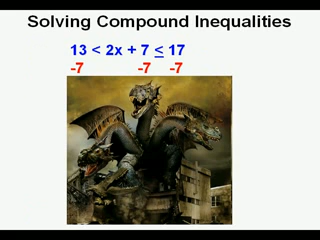 Solving Compound Inequalities
13 < 2x + 7 ≤ 17
-7 -7 -7